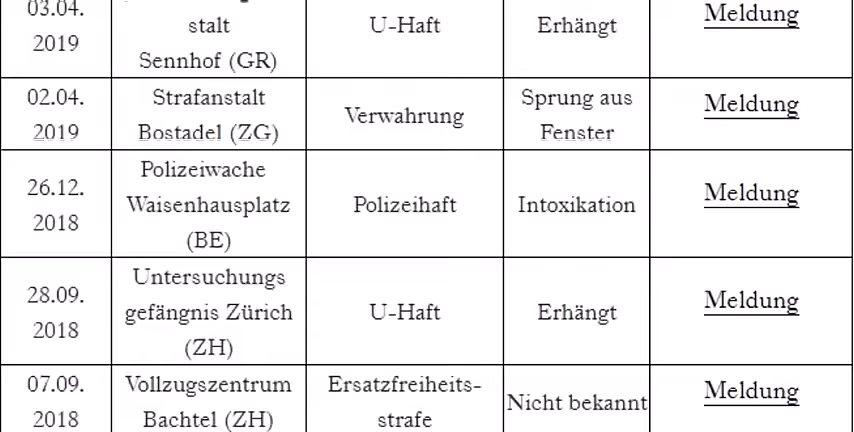 03.04.
2019
stalt
Sennhof (GR)
U-Haft
Erhängt
Meldung
02.04.
2019
Strafanstalt
Bostadel (ZG)
Verwahrung
Sprung aus
Fenster
Meldung
26.12.
2018
Polizeiwache
Waisenhausplatz
(BE)
Polizeihaft
Intoxikation
Meldung
28.09.
2018
Untersuchungs
gefängnis Zürich
(ZH)
U-Haft
Erhängt
Meldung
07.09.
2018
Vollzugszentrum
Bachtel (ZH)
Ersatzfreiheits-
strafe
Nicht bekannt
Meldung